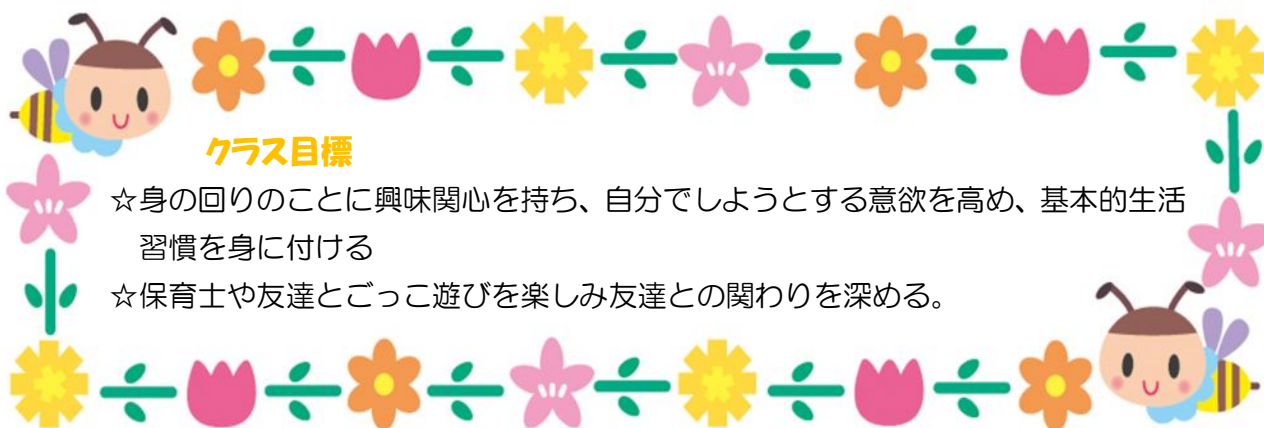 クラス目標
☆身の回りのことに興味関心を持ち、自分でしようとする意欲を高め、基本的生活
習慣を身に付ける
☆保育士や友達とごっこ遊びを楽しみ友達との関わりを深める。